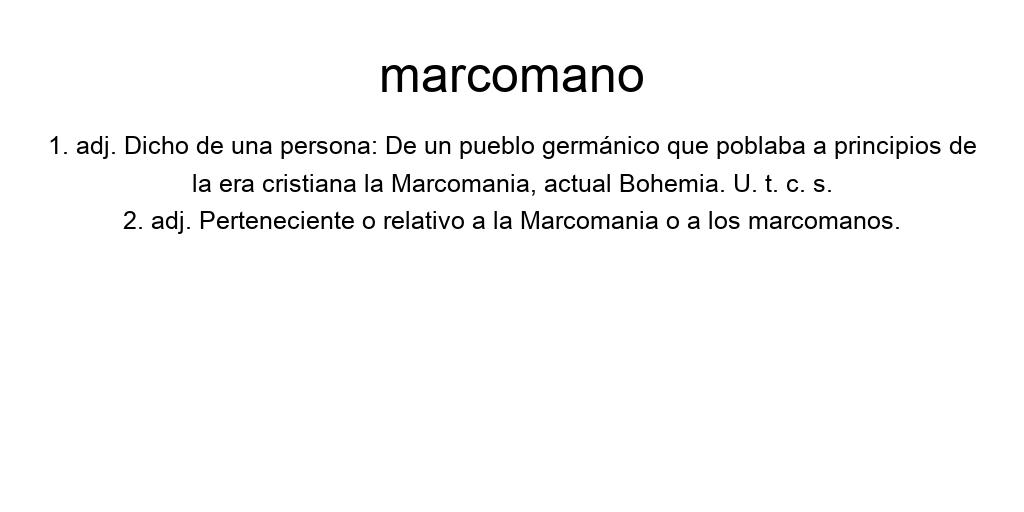 marcomano
1. adj. Dicho de una persona: De un pueblo germánico que poblaba a principios de
la era cristiana la Marcomania, actual Bohemia. U. t. c. s.
2. adj. Perteneciente o relativo a la Marcomania o a los marcomanos.